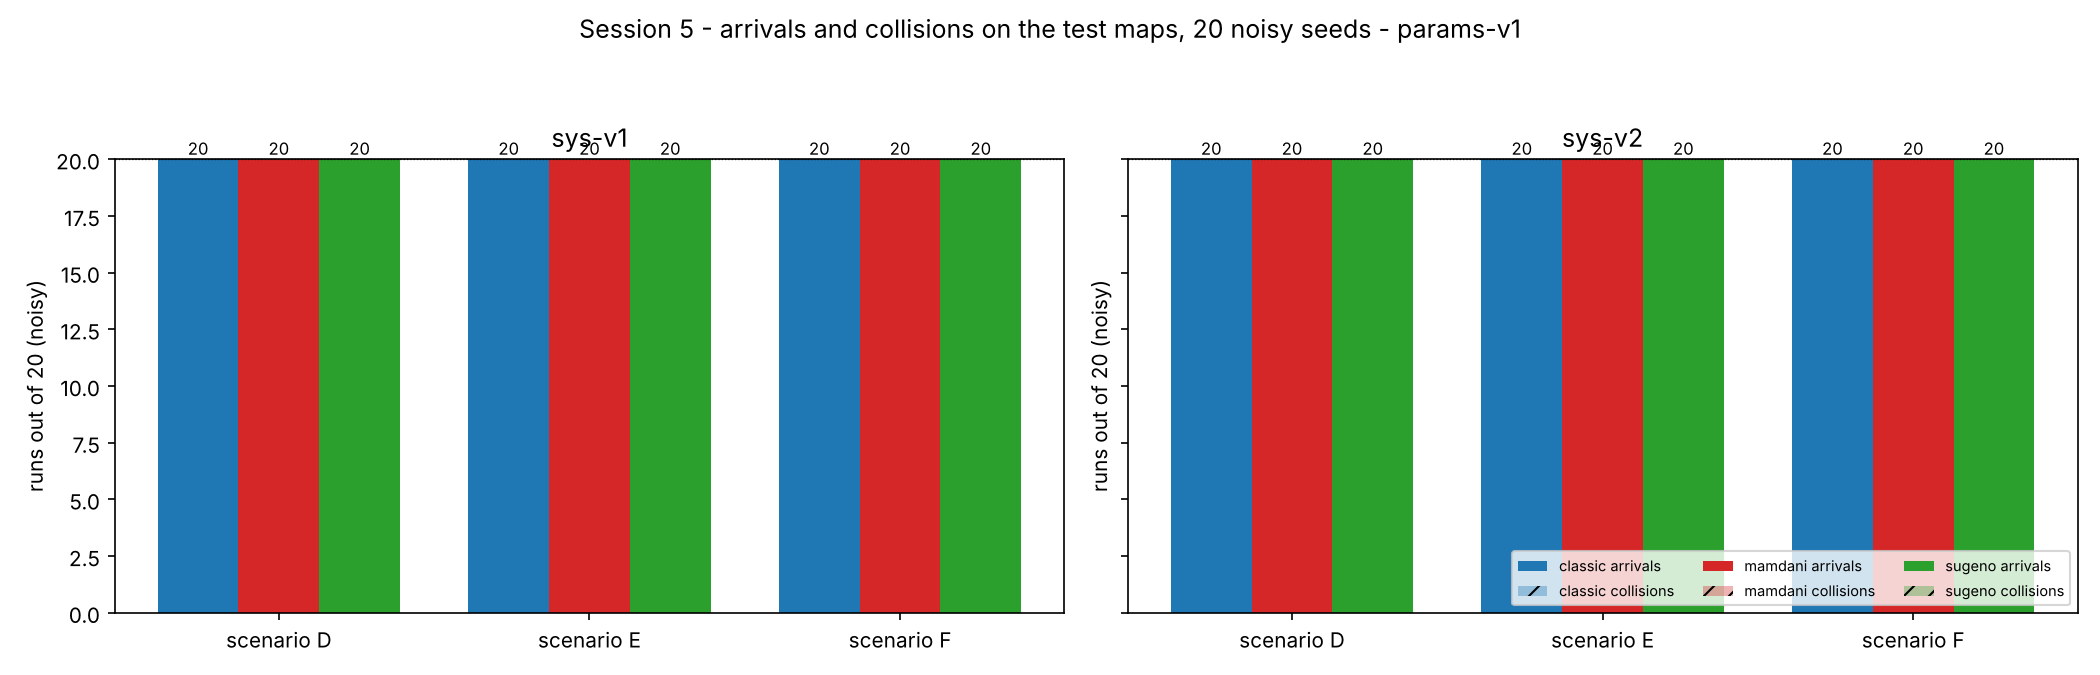 Session 5 - arrivals and collisions on the test maps, 20 noisy seeds - params-v1
sys-v1
20 20 20 20 20 20 20 20 20
20.0
17.5
15.0
12.5
10.0
7.5
5.0
2.5
0.0
runs out of 20 (noisy)
scenario D scenario E scenario F
sys-v2
20 20 20 20 20 20 20 20 20
runs out of 20 (noisy)
classic arrivals mamdani arrivals sugeno arrivals
classic collisions mamdani collisions sugeno collisions
scenario D scenario E scenario F